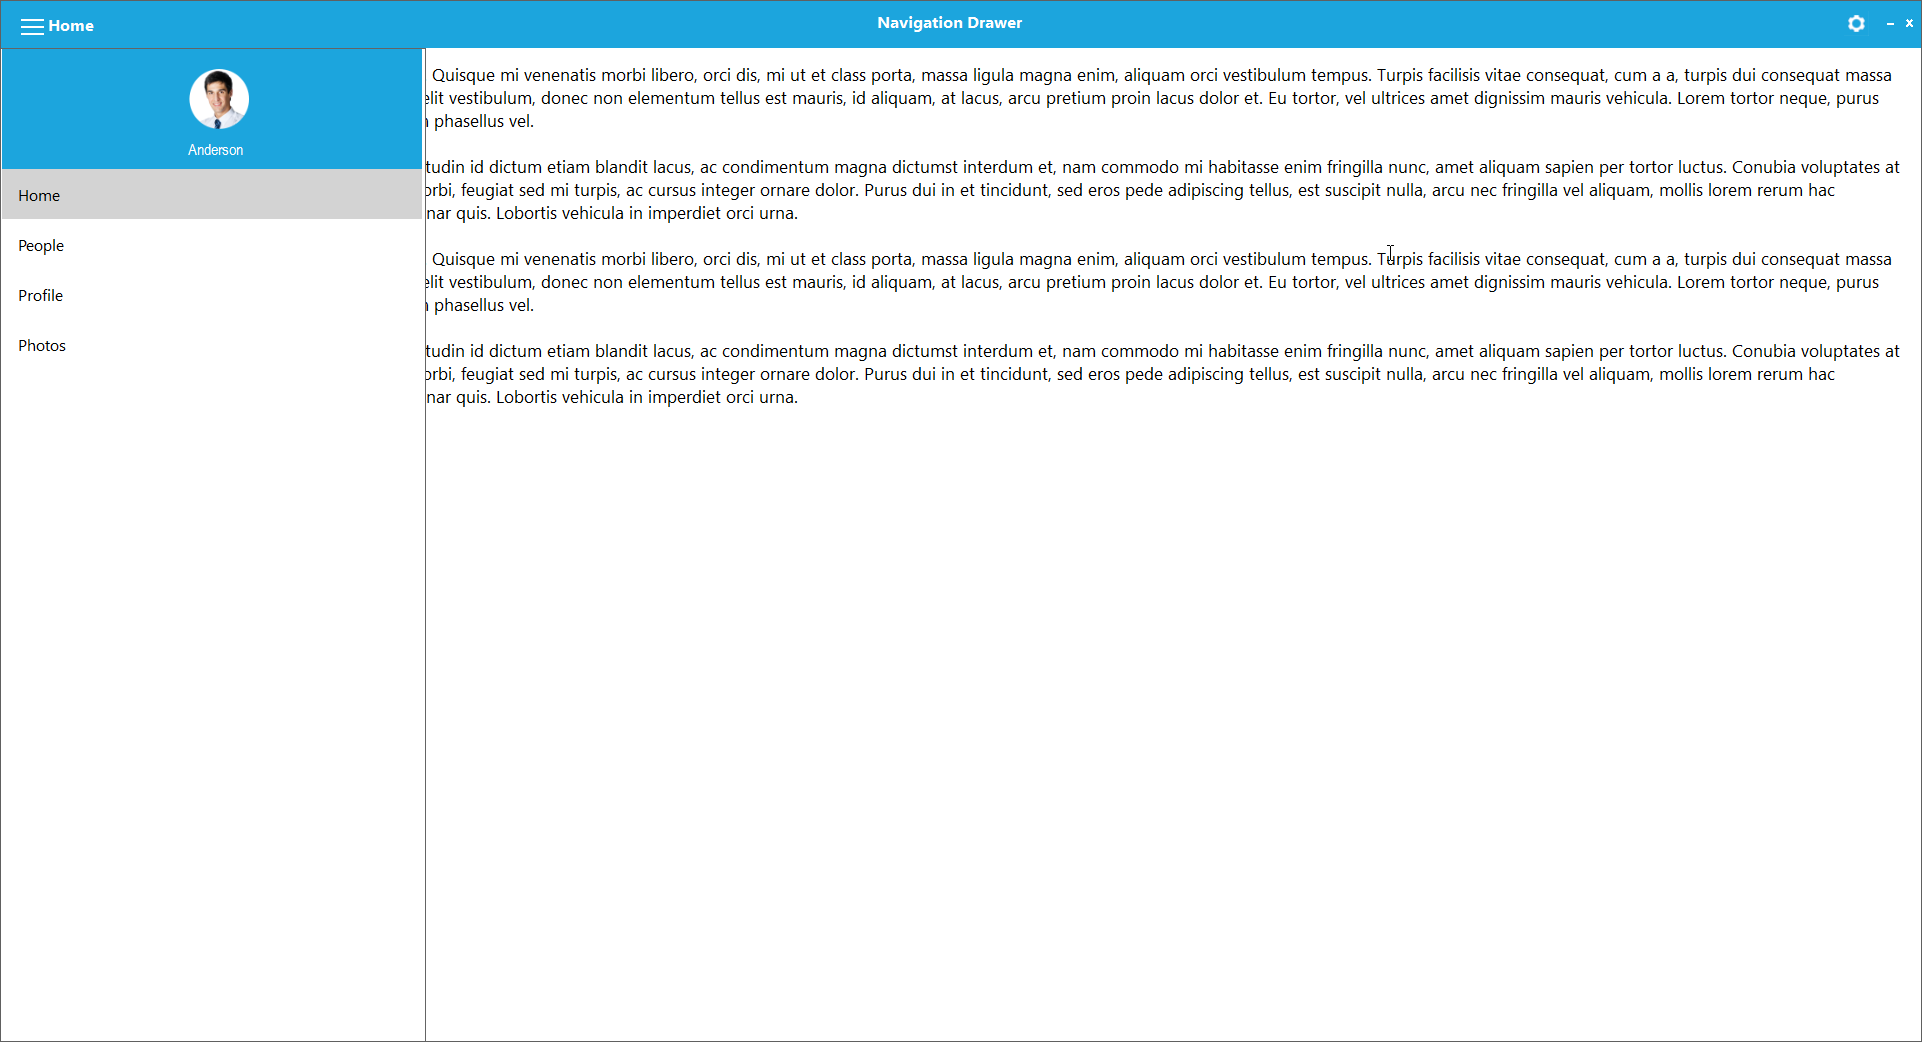 Home
Navigation Drawer
Anderson
Home
People
Profile
Photos
Quisque mi venenatis morbi libero, orci dis, mi ut et class porta, massa ligula magna enim, aliquam orci vestibulum tempus. Turpis facilisis vitae consequat, cum a a, turpis dui consequat massa
elit vestibulum, donec non elementum tellus est mauris, id aliquam, at lacus, arcu pretium proin lacus dolor et. Eu tortor, vel ultrices amet dignissim mauris vehicula. Lorem tortor neque, purus
phasellus vel.
tudin id dictum etiam blandit lacus, ac condimentum magna dictumst interdum et, nam commodo mi habitasse enim fringilla nunc, amet aliquam sapien per tortor luctus. Conubia voluptates at
orbi, feugiat sed mi turpis, ac cursus integer ornare dolor. Purus dui in et tincidunt, sed eros pede adipiscing tellus, est suscipit nulla, arcu nec fringilla vel aliquam, mollis lorem rerum hac
nar quis. Lobortis vehicula in imperdiet orci urna.
Quisque mi venenatis morbi libero, orci dis, mi ut et class porta, massa ligula magna enim, aliquam orci vestibulum tempus. Turpis facilisis vitae consequat, cum a a, turpis dui consequat massa
elit vestibulum, donec non elementum tellus est mauris, id aliquam, at lacus, arcu pretium proin lacus dolor et. Eu tortor, vel ultrices amet dignissim mauris vehicula. Lorem tortor neque, purus
phasellus vel.
tudin id dictum etiam blandit lacus, ac condimentum magna dictumst interdum et, nam commodo mi habitasse enim fringilla nunc, amet aliquam sapien per tortor luctus. Conubia voluptates at
orbi, feugiat sed mi turpis, ac cursus integer ornare dolor. Purus dui in et tincidunt, sed eros pede adipiscing tellus, est suscipit nulla, arcu nec fringilla vel aliquam, mollis lorem rerum hac
nar quis. Lobortis vehicula in imperdiet orci urna.